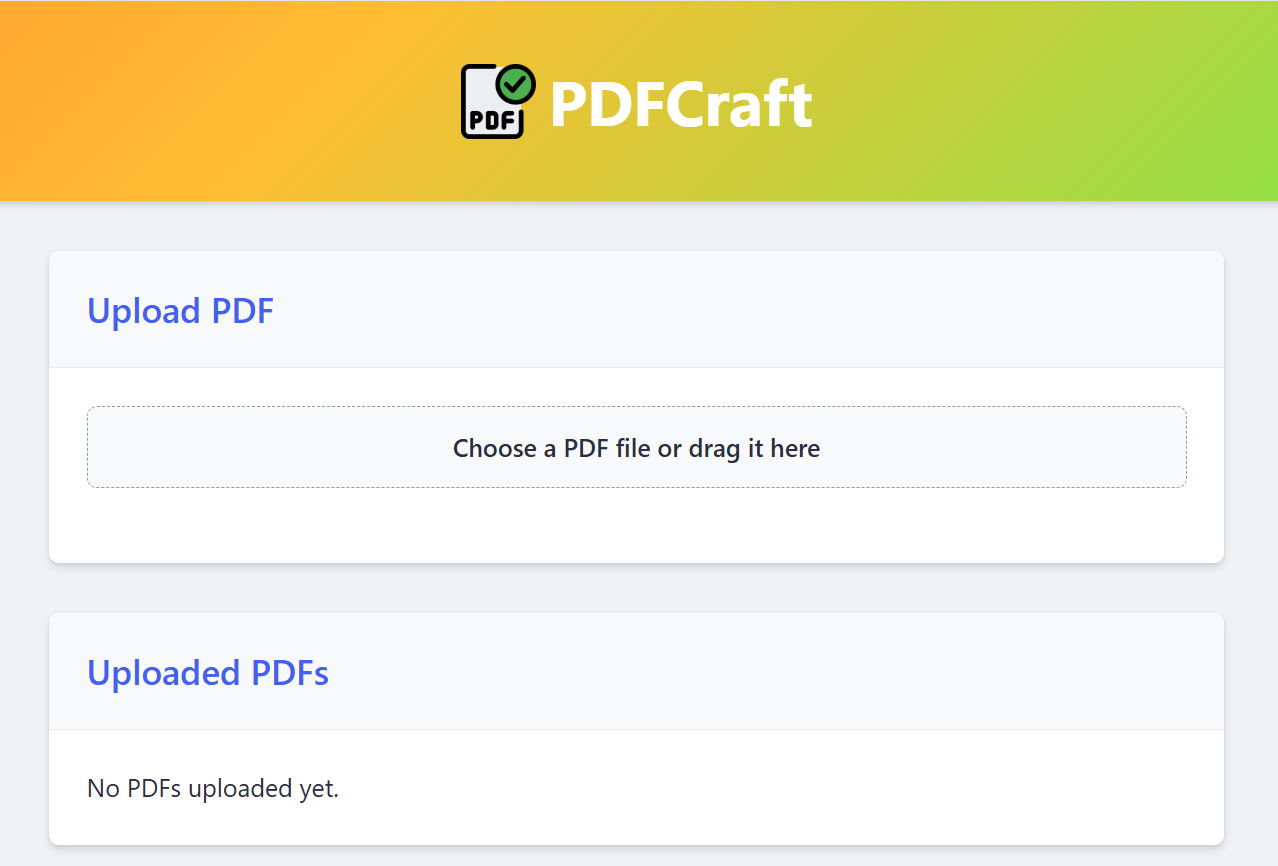 PDF PDFCraft
Upload PDF
Choose a PDF file or drag it here
Uploaded PDFs
No PDFs uploaded yet.